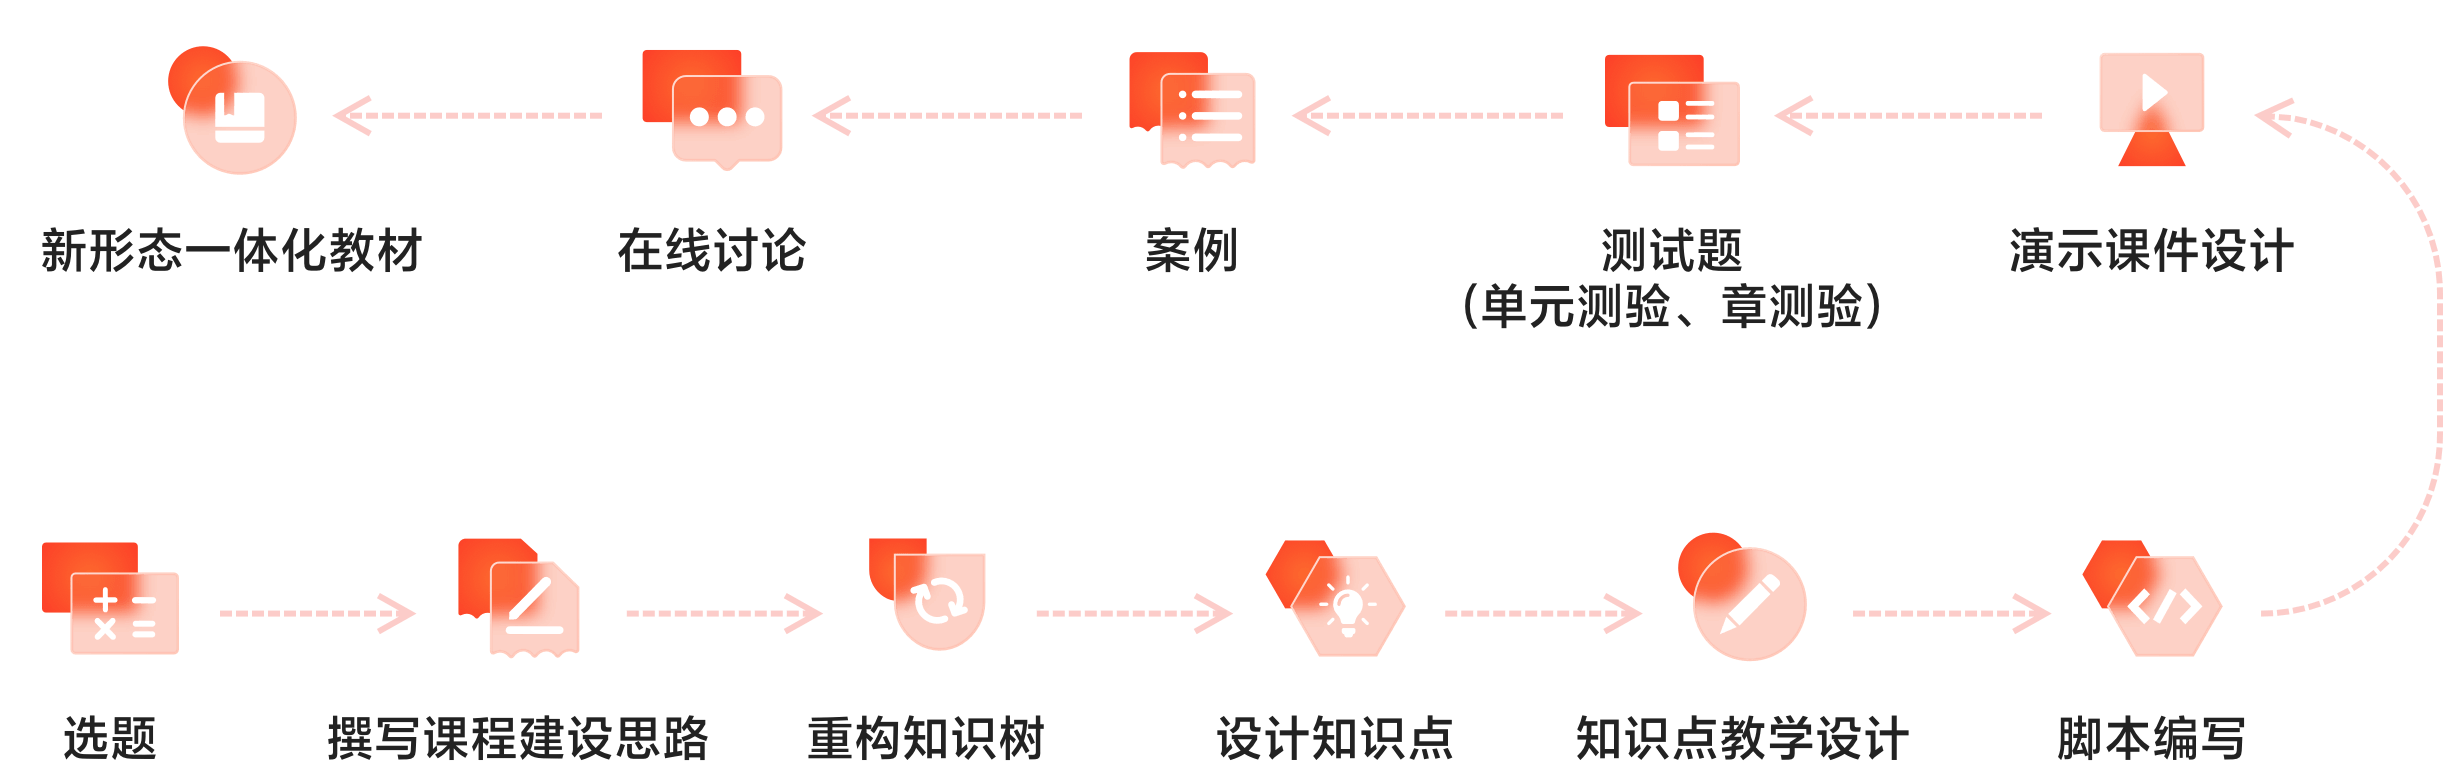 新形态一体化教材
在线讨论
案例
测试题
（单元测验、章测验）
演示课件设计
选题
撰写课程建设思路
重构知识树
设计知识点
知识点教学设计
脚本编写